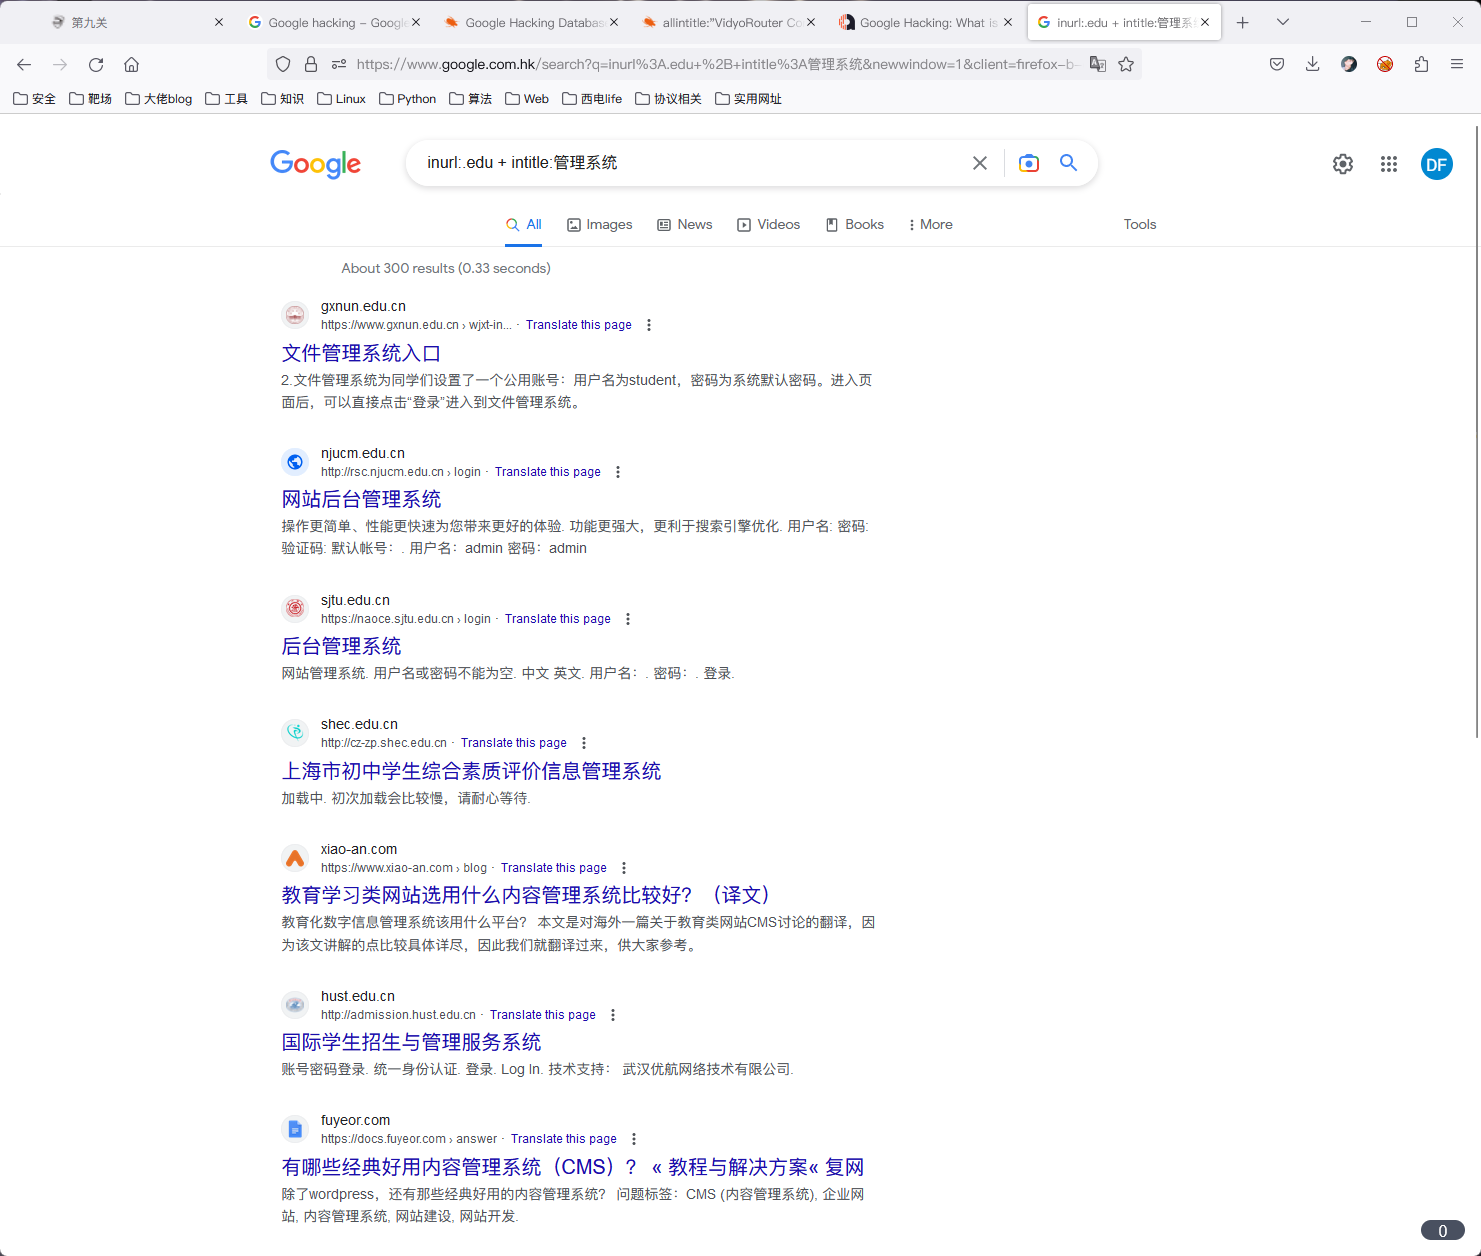 第九关
Google hacking – Google
Google Hacking Databas
allintitle:"VidyoRouter Co
Google Hacking: What is
inurl:.edu + intitle:管理系
https://www.google.com.hk/search?q=inurl%3A.edu+%2B+intitle%3A管理系统&newwindow=1&client=firefox-b-
安全 靶场 大佬blog 工具 知识 Linux Python 算法 Web 西电life 协议相关 实用网址
Google
inurl:.edu + intitle:管理系统
DF
All Images News Videos Books More Tools
About 300 results (0.33 seconds)
gxnun.edu.cn
https://www.gxnun.edu.cn › wjxt-in... · Translate this page
文件管理系统入口
2.文件管理系统为同学们设置了一个公用账号：用户名为student，密码为系统默认密码。进入页
面后，可以直接点击“登录”进入到文件管理系统。
njucm.edu.cn
http://rsc.njucm.edu.cn › login · Translate this page
网站后台管理系统
操作更简单、性能更快速为您带来更好的体验. 功能更强大，更利于搜索引擎优化. 用户名: 密码:
验证码: 默认帐号：. 用户名：admin 密码：admin
sjtu.edu.cn
https://naoce.sjtu.edu.cn › login · Translate this page
后台管理系统
网站管理系统. 用户名或密码不能为空. 中文 英文. 用户名：. 密码：. 登录.
shec.edu.cn
http://cz-zp.shec.edu.cn · Translate this page
上海市初中学生综合素质评价信息管理系统
加载中. 初次加载会比较慢，请耐心等待.
xiao-an.com
https://www.xiao-an.com › blog · Translate this page
教育学习类网站选用什么内容管理系统比较好？（译文）
教育化数字信息管理系统该用什么平台？ 本文是对海外一篇关于教育类网站CMS讨论的翻译，因
为该文讲解的点比较具体详尽，因此我们就翻译过来，供大家参考。
hust.edu.cn
http://admission.hust.edu.cn · Translate this page
国际学生招生与管理服务系统
账号密码登录. 统一身份认证. 登录. Log In. 技术支持： 武汉优航网络技术有限公司.
fuyeor.com
https://docs.fuyeor.com › answer · Translate this page
有哪些经典好用内容管理系统（CMS）？ « 教程与解决方案« 复网
除了wordpress，还有那些经典好用的内容管理系统？ 问题标签：CMS (内容管理系统), 企业网
站, 内容管理系统, 网站建设, 网站开发.
0